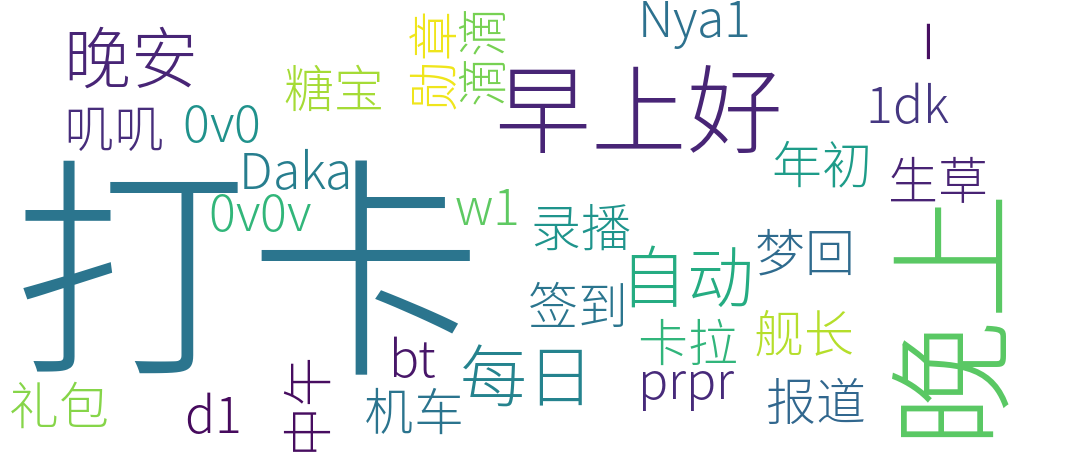 晚安
叽叽
0v0
糖宝
勋章
滴滴
Nya1
早上好
一
1dk
年初
生草
打卡
Daka
0v0v
w1
录播
自动
签到
梦回
卡拉
舰长
晚上
bt
每日
prpr
报道
礼包
d1
中午
机车